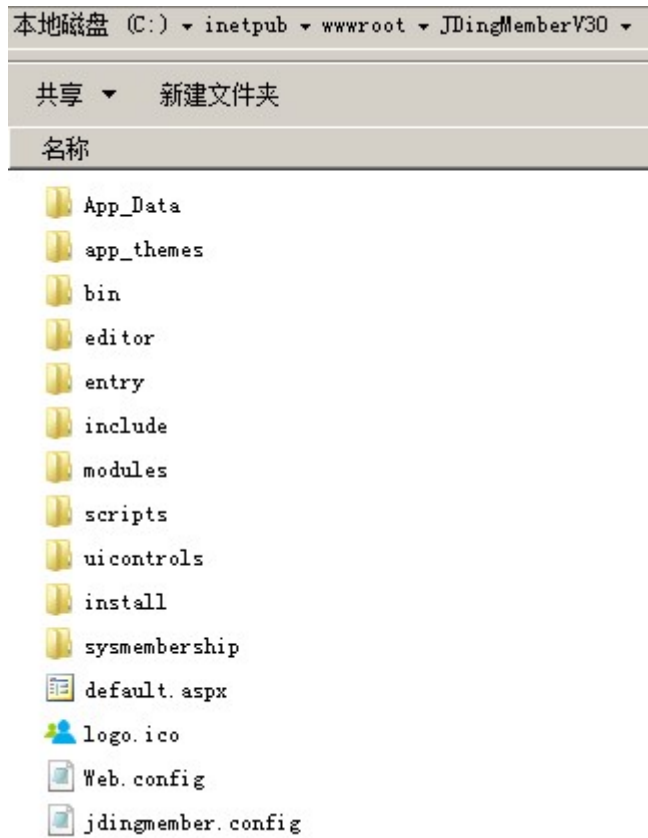 本地磁盘 (C:) ▾ inetpub ▾ wwwroot ▾ JDingMemberV30 ▾
共享 ▼ 新建文件夹
名称
App_Data
app_themes
bin
editor
entry
include
modules
scripts
uicontrols
install
sysmembership
default.aspx
logo.ico
Web.config
jdingmember.config